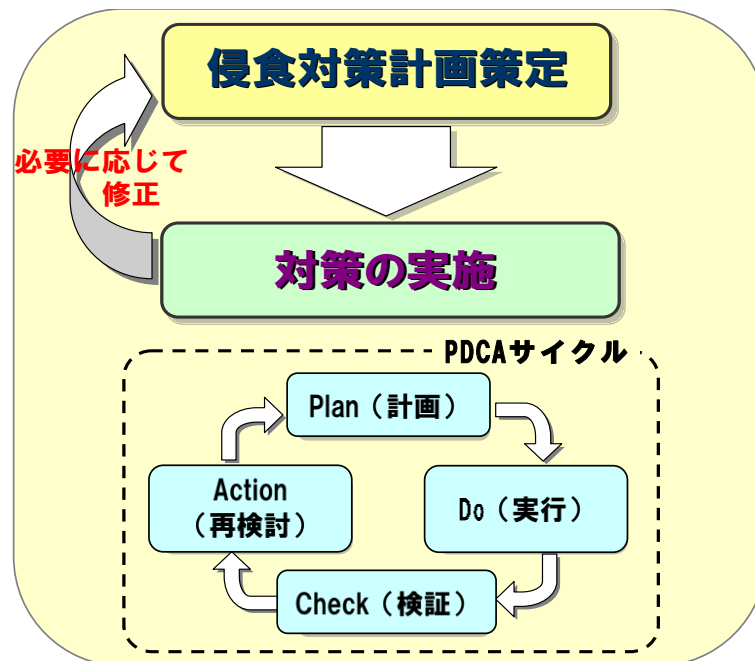 侵食対策計画策定
必要に応じて
修正
対策の実施
PDCAサイクル
Plan（計画）
Action
（再検討）
Do（実行）
Check（検証）